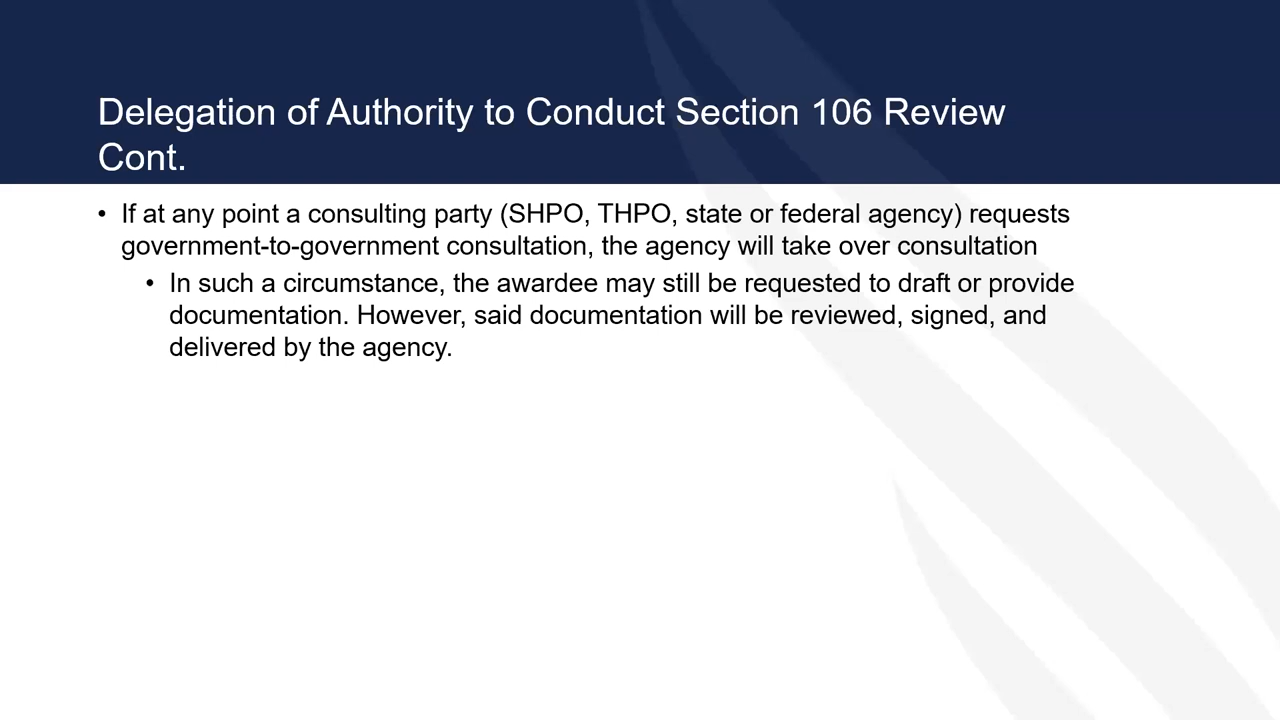 Delegation of Authority to Conduct Section 106 Review
Cont.
• If at any point a consulting party (SHPO, THPO, state or federal agency) requests
government-to-government consultation, the agency will take over consultation
• In such a circumstance, the awardee may still be requested to draft or provide
documentation. However, said documentation will be reviewed, signed, and
delivered by the agency.